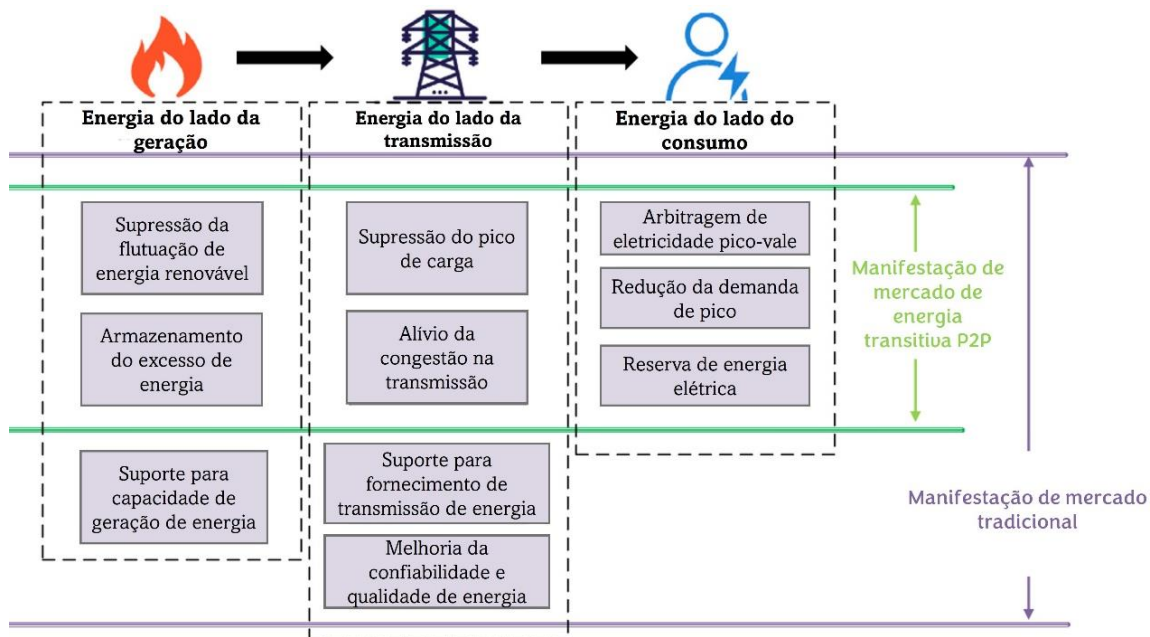 Energia do lado da
geração
Energia do lado da
transmissão
Energia do lado do
consumo
Supressão da
flutuação de
energia renovável
Armazenamento
do excesso de
energia
Suporte para
capacidade de
geração de energia
Supressão do pico
de carga
Alívio da
congestão na
transmissão
Suporte para
fornecimento de
transmissão de energia
Melhoria da
confiabilidade e
qualidade de energia
Arbitragem de
eletricidade pico-vale
Redução da demanda
de pico
Reserva de energia
elétrica
Manifestação de
mercado de
energia
transitiva P2P
Manifestação de mercado
tradicional